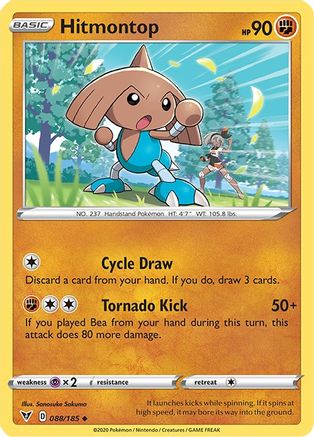 BASIC Hitmontop HP 90
NO. 237 Handstand Pokémon HT: 4'7" WT: 105.8 lbs.
Cycle Draw
Discard a card from your hand. If you do, draw 3 cards.
Tornado Kick 50+
If you played Bea from your hand during this turn, this
attack does 80 more damage.
weakness ×2 resistance retreat
Illus. Sanosuke Sakuma
D 088/185
It launches kicks while spinning. If it spins at
high speed, it may bore its way into the ground.
©2020 Pokémon / Nintendo / Creatures / GAME FREAK